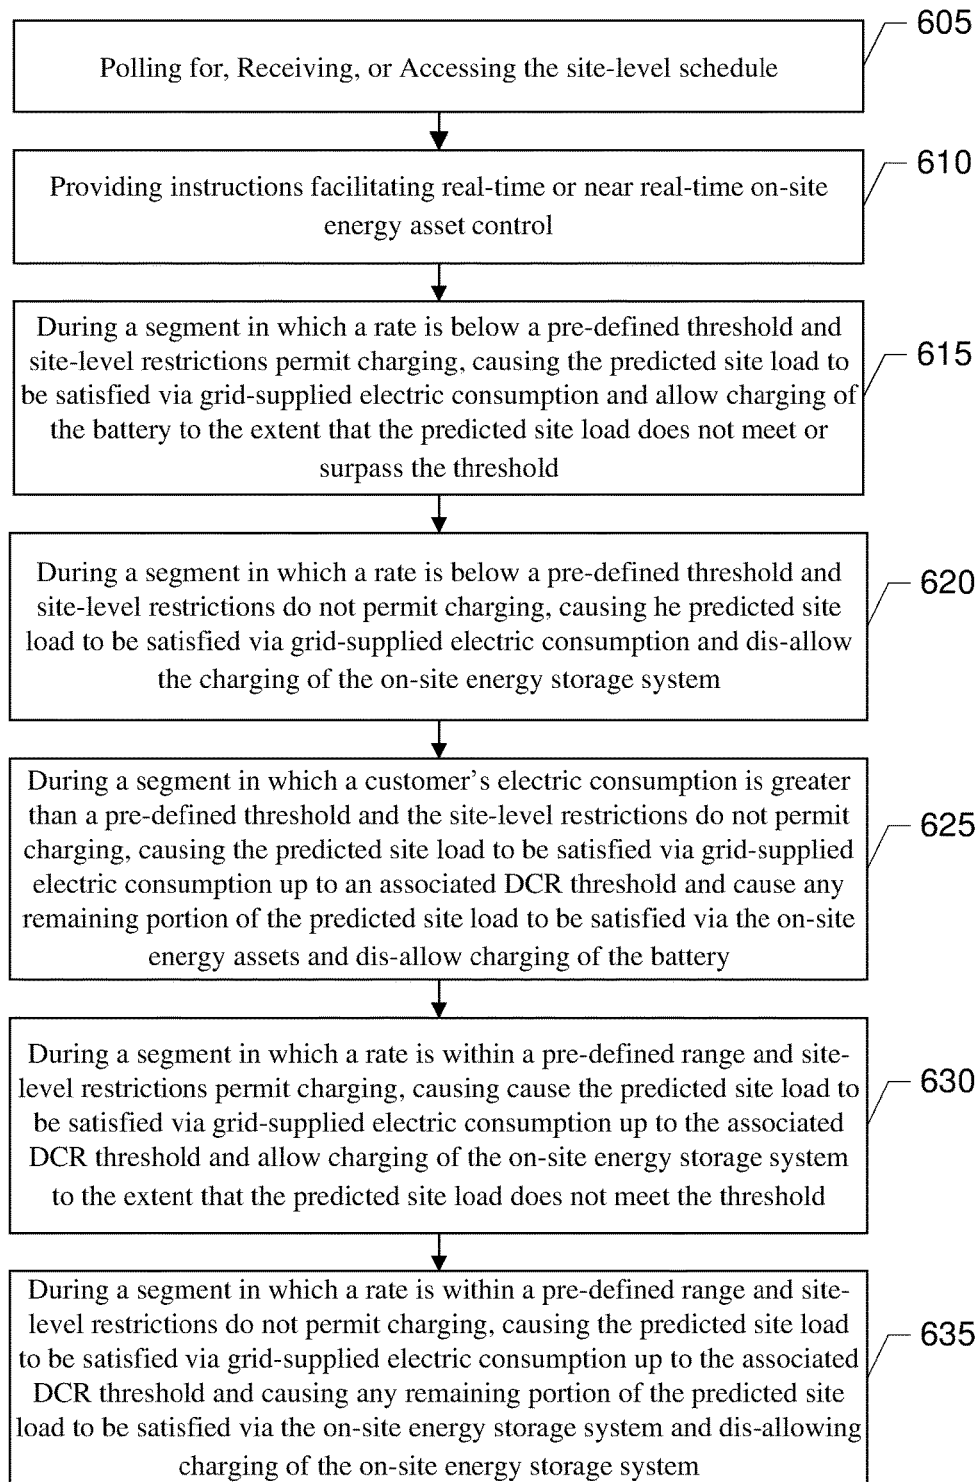 605
Polling for, Receiving, or Accessing the site-level schedule
610
Providing instructions facilitating real-time or near real-time on-site
energy asset control
615
During a segment in which a rate is below a pre-defined threshold and
site-level restrictions permit charging, causing the predicted site load to
be satisfied via grid-supplied electric consumption and allow charging of
the battery to the extent that the predicted site load does not meet or
surpass the threshold
620
During a segment in which a rate is below a pre-defined threshold and
site-level restrictions do not permit charging, causing he predicted site
load to be satisfied via grid-supplied electric consumption and dis-allow
the charging of the on-site energy storage system
625
During a segment in which a customer's electric consumption is greater
than a pre-defined threshold and the site-level restrictions do not permit
charging, causing the predicted site load to be satisfied via grid-supplied
electric consumption up to an associated DCR threshold and cause any
remaining portion of the predicted site load to be satisfied via the on-site
energy assets and dis-allow charging of the battery
630
During a segment in which a rate is within a pre-defined range and site-
level restrictions permit charging, causing cause the predicted site load to
be satisfied via grid-supplied electric consumption up to the associated
DCR threshold and allow charging of the on-site energy storage system
to the extent that the predicted site load does not meet the threshold
635
During a segment in which a rate is within a pre-defined range and site-
level restrictions do not permit charging, causing the predicted site load
to be satisfied via grid-supplied electric consumption up to the associated
DCR threshold and causing any remaining portion of the predicted site
load to be satisfied via the on-site energy storage system and dis-allowing
charging of the on-site energy storage system